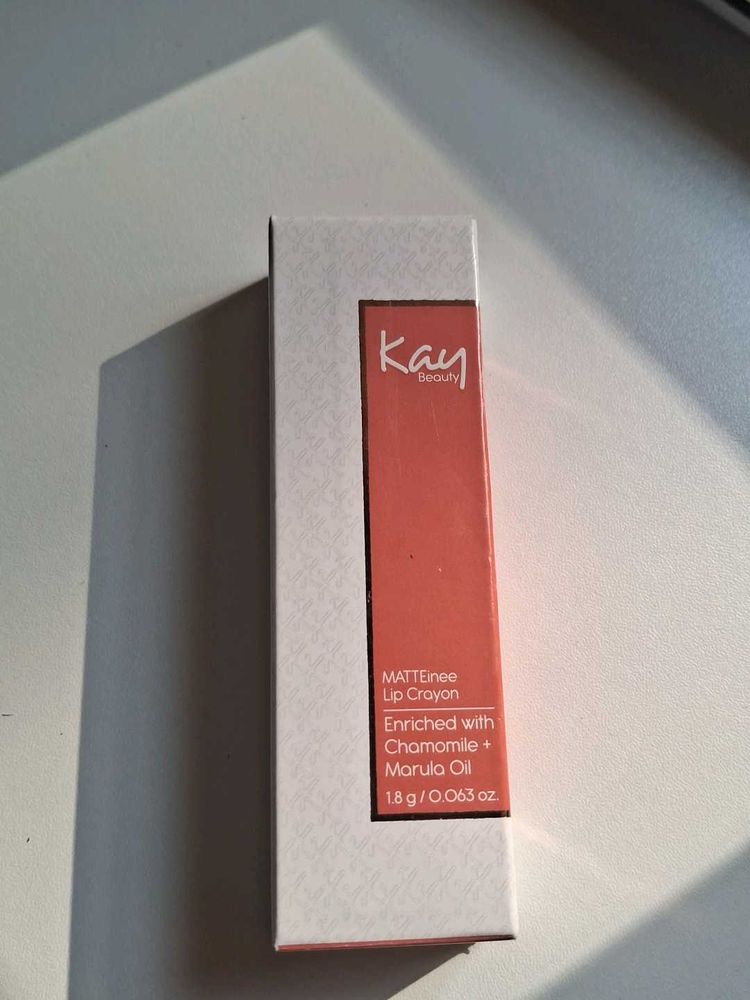 Kay
Beauty
MATTEinee
Lip Crayon
Enriched with
Chamomile +
Marula Oil
1.8 g / 0.063 oz.